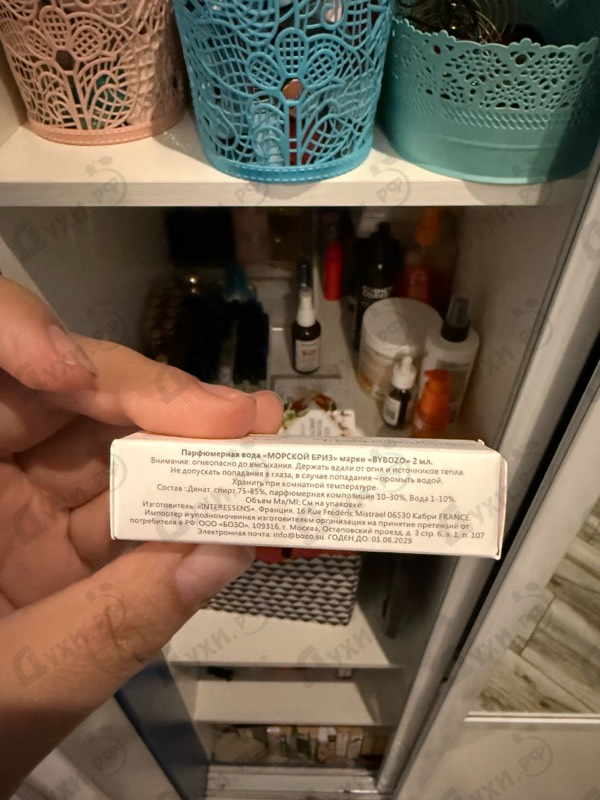 Парфюмерная вода «МОРСКОЙ БРИЗ» марки «BYBOZO» 2 мл.
Внимание: огнеопасно до высыхания. Держать вдали от огня и источников тепла.
Не допускать попадания в глаза, в случае попадания – промыть водой.
Хранить при комнатной температуре.
Состав: Денат. спирт 75-85%, парфюмерная композиция 10-30%, Вода 1-10%.
Объем Мл/Ml: См на упаковке.
Изготовитель: «INTERESSENS», Франция, 16 Rue Frédéric Mistrael 06530 Кабри FRANCE
Импортер и уполномоченная изготовителем организация на принятие претензий от
потребителя в РФ: ООО «БОЗО», 109316, г. Москва, Остаповский проезд, д. 3 стр. 6, э. 1, п. 107
Электронная почта: info@bozo.su ГОДЕН ДО: 01.08.2029
Духи.рф